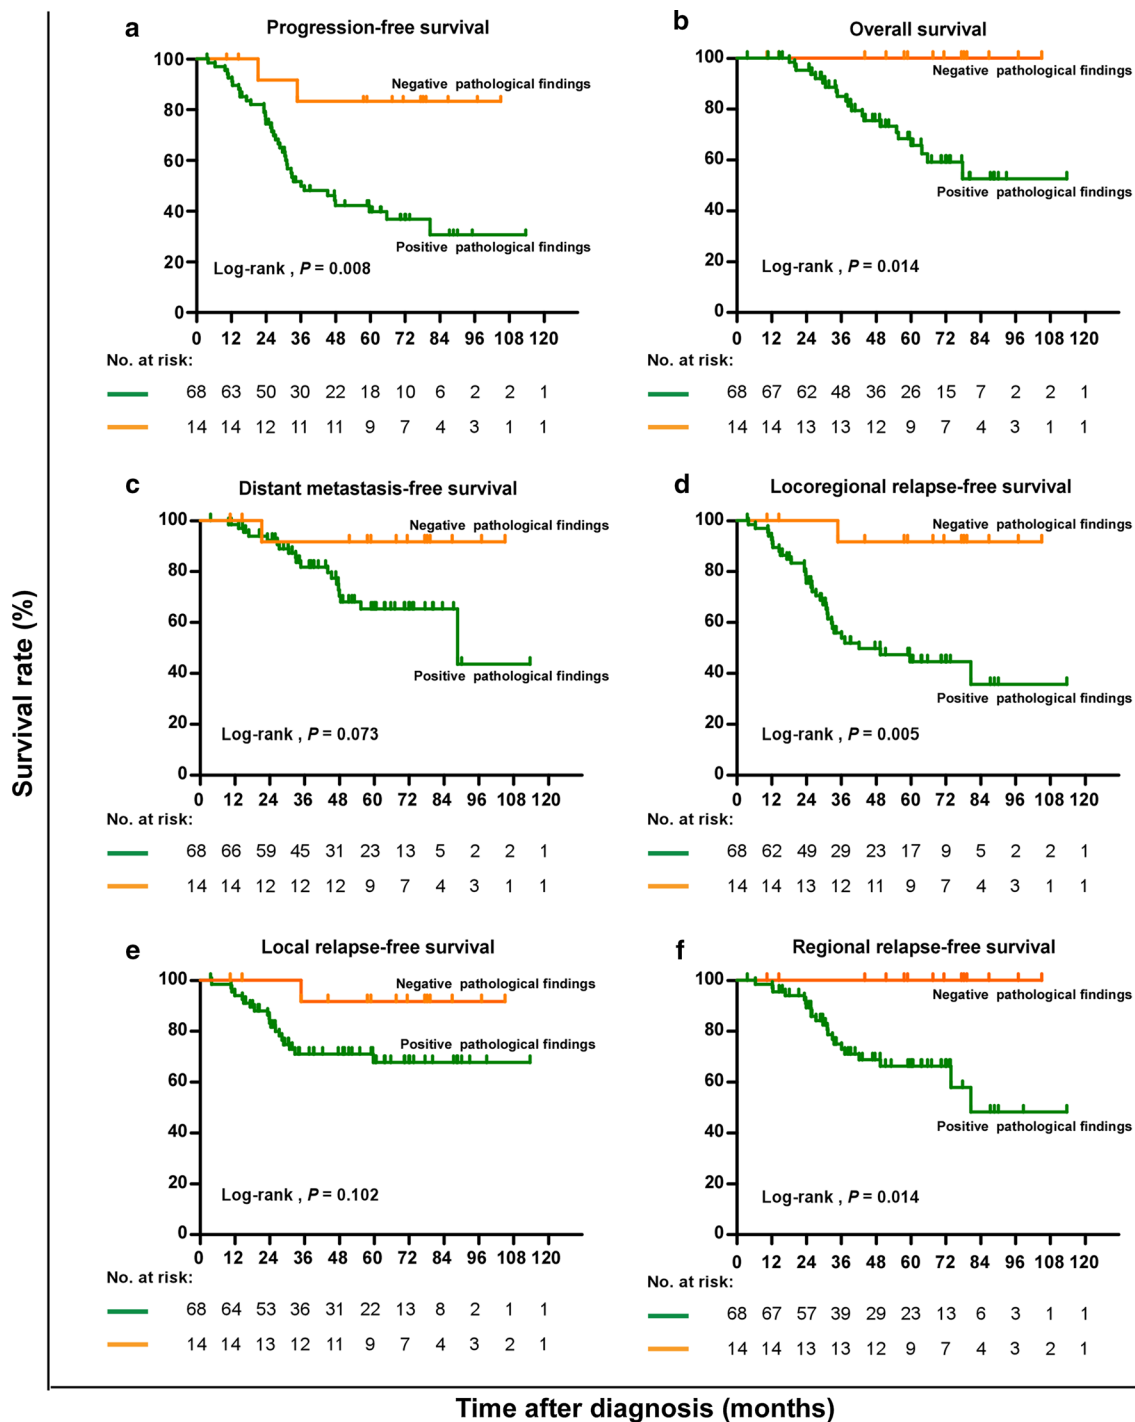 Survival rate (%)
a
Progression-free survival
100
80
60
40
20
0
Negative pathological findings
Positive pathological findings
Log-rank , P = 0.008
0 12 24 36 48 60 72 84 96 108 120
No. at risk:
68 63 50 30 22 18 10 6 2 2 1
14 14 12 11 11 9 7 4 3 1 1
b
Overall survival
100
80
60
40
20
0
Negative pathological findings
Positive pathological findings
Log-rank , P = 0.014
0 12 24 36 48 60 72 84 96 108 120
No. at risk:
68 67 62 48 36 26 15 7 2 2 1
14 14 13 13 12 9 7 4 3 1 1
c
Distant metastasis-free survival
100
80
60
40
20
0
Negative pathological findings
Positive pathological findings
Log-rank , P = 0.073
0 12 24 36 48 60 72 84 96 108 120
No. at risk:
68 66 59 45 31 23 13 5 2 2 1
14 14 12 12 12 9 7 4 3 1 1
d
Locoregional relapse-free survival
100
80
60
40
20
0
Negative pathological findings
Positive pathological findings
Log-rank , P = 0.005
0 12 24 36 48 60 72 84 96 108 120
No. at risk:
68 62 49 29 23 17 9 5 2 2 1
14 14 13 12 11 9 7 4 3 1 1
e
Local relapse-free survival
100
80
60
40
20
0
Negative pathological findings
Positive pathological findings
Log-rank , P = 0.102
0 12 24 36 48 60 72 84 96 108 120
No. at risk:
68 64 53 36 31 22 13 8 2 1 1
14 14 13 12 11 9 7 4 3 2 1
f
Regional relapse-free survival
100
80
60
40
20
0
Negative pathological findings
Positive pathological findings
Log-rank , P = 0.014
0 12 24 36 48 60 72 84 96 108 120
No. at risk:
68 67 57 39 29 23 13 6 3 1 1
14 14 13 13 12 9 7 4 3 2 1
Time after diagnosis (months)